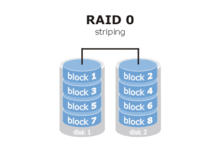 RAID 0
striping
block 1
block 2
block 3
block 4
block 5
block 6
block 7
block 8
disk 1
disk 2